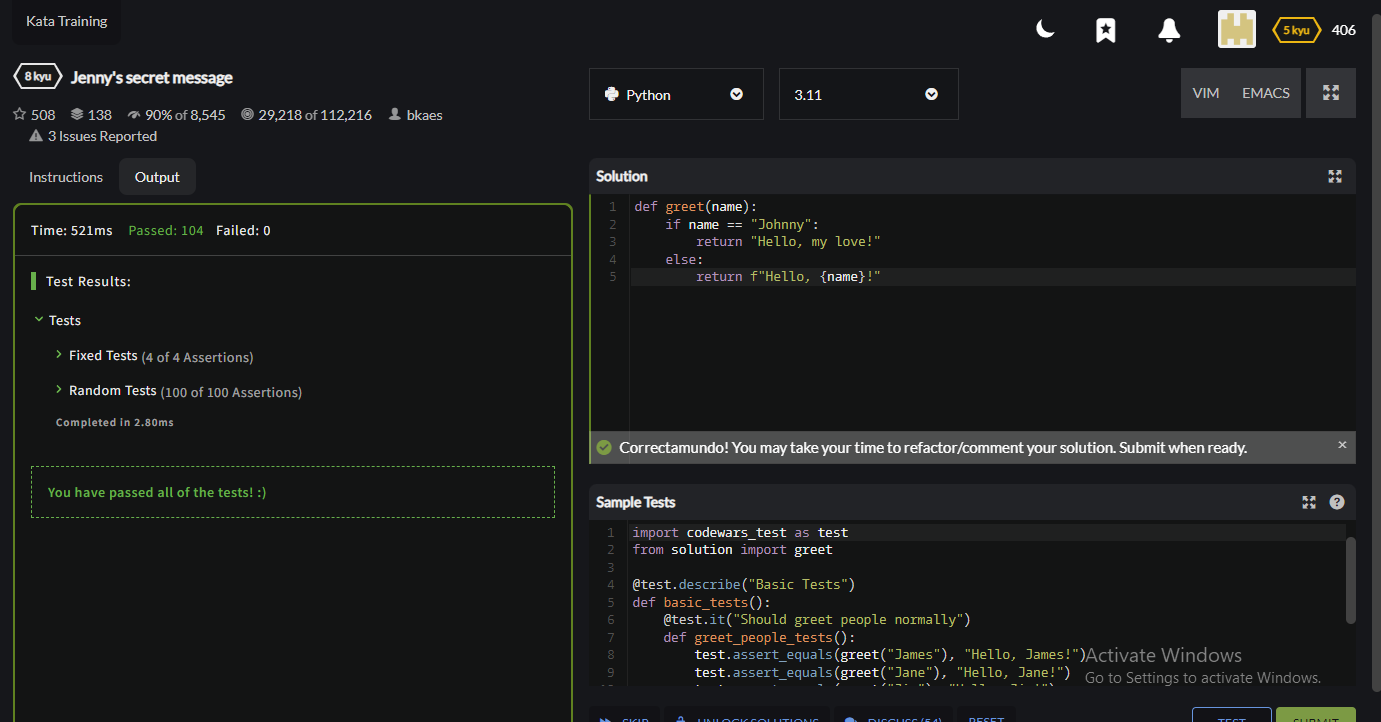 Kata Training
5 kyu 406
8 kyu Jenny's secret message
508 138 90% of 8,545 29,218 of 112,216 bkaes
3 Issues Reported
Instructions Output
Time: 521ms Passed: 104 Failed: 0
Test Results:
Tests
Fixed Tests (4 of 4 Assertions)
Random Tests (100 of 100 Assertions)
Completed in 2.80ms
You have passed all of the tests! :)
Python 3.11 VIM EMACS
Solution
1 def greet(name):
2 if name == "Johnny":
3 return "Hello, my love!"
4 else:
5 return f"Hello, {name}!"
Correctamundo! You may take your time to refactor/comment your solution. Submit when ready.
Sample Tests
1 import codewars_test as test
2 from solution import greet
3
4 @test.describe("Basic Tests")
5 def basic_tests():
6 @test.it("Should greet people normally")
7 def greet_people_tests():
8 test.assert_equals(greet("James"), "Hello, James!")
9 test.assert_equals(greet("Jane"), "Hello, Jane!")
Activate Windows
Go to Settings to activate Windows.
SKIP UNLOCK SOLUTIONS DISCUSS (51) RESET TEST SUBMIT